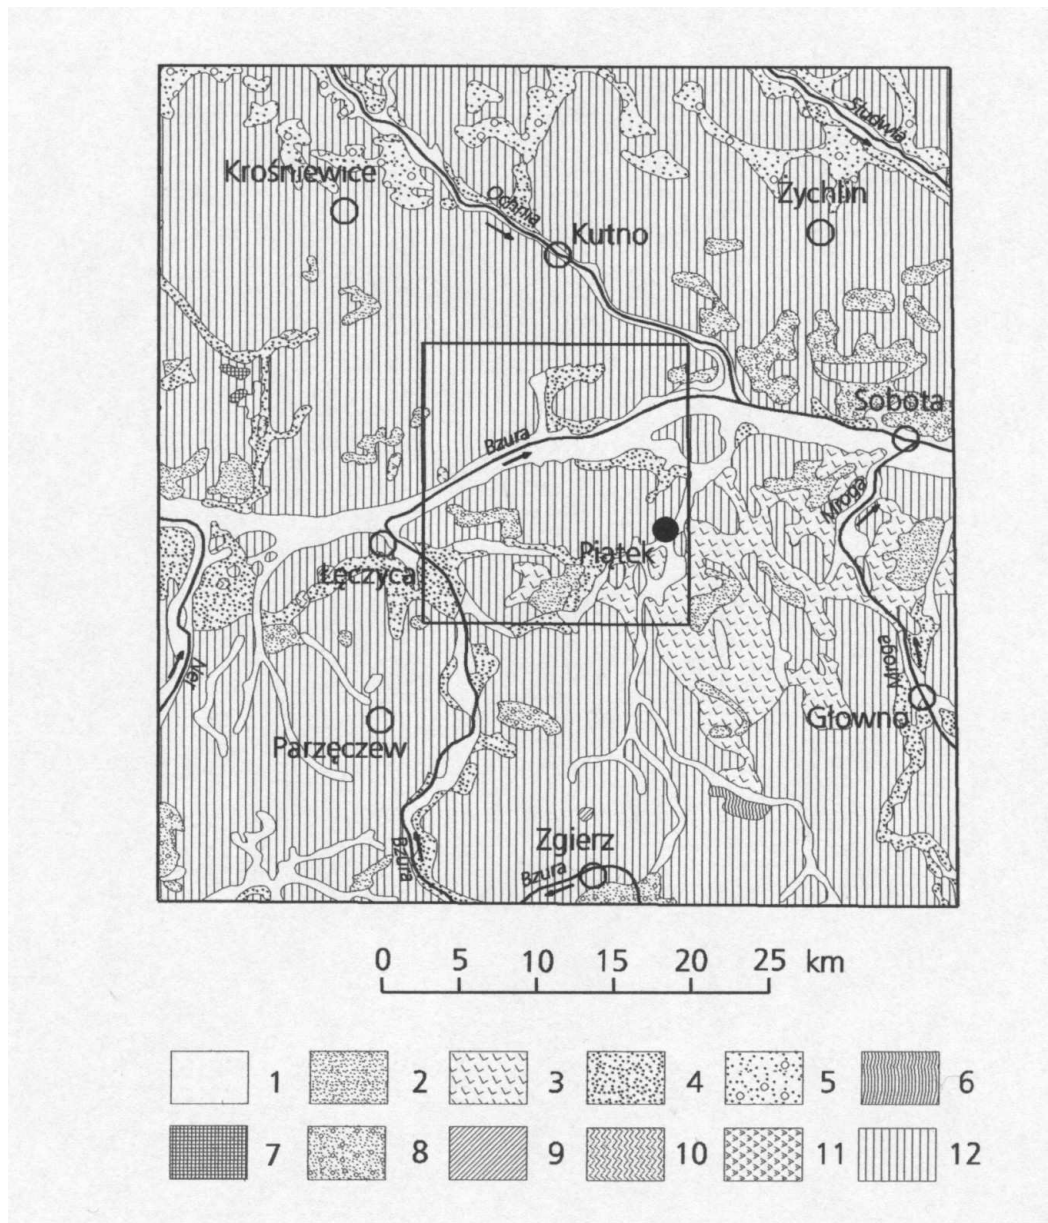 Słudwia
Krośniewice
Żychlin
Ochnia
Kutno
Sobota
Bzura
Mroga
Piątek
Łęczyca
Mroga
Ner
Głowno
Parzęczew
Zgierz
Bzura
Bzura
0 5 10 15 20 25 km
1 2 3 4 5 6
7 8 9 10 11 12